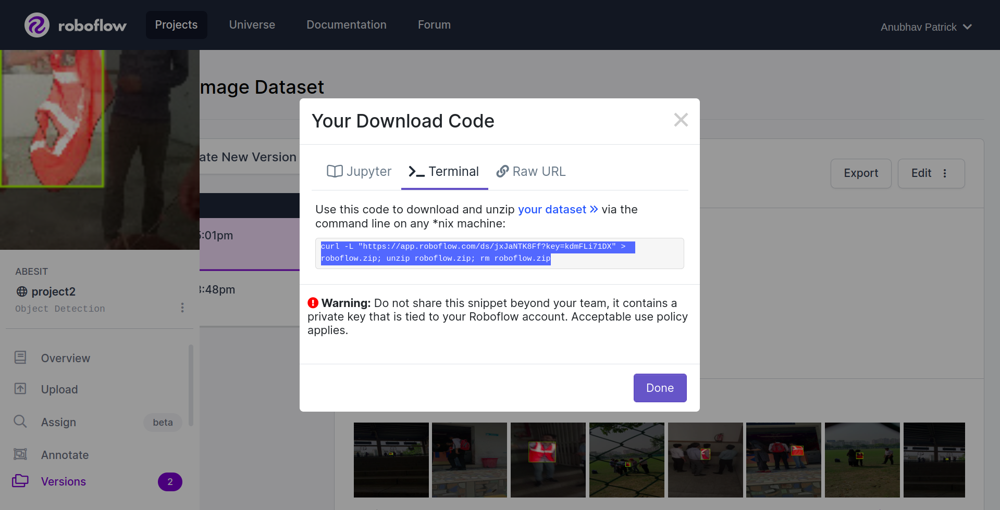 roboflow
Projects
Universe
Documentation
Forum
Anubhav Patrick
mage Dataset
Your Download Code
ate New Version
Export
Edit
Jupyter
Terminal
Raw URL
Use this code to download and unzip your dataset » via the
command line on any *nix machine:
:01pm
curl -L "https://app.roboflow.com/ds/jxJaNTK8Ff?key=kdmFLi71DX" >
roboflow.zip; unzip roboflow.zip; rm roboflow.zip
:48pm
Warning: Do not share this snippet beyond your team, it contains a
private key that is tied to your Roboflow account. Acceptable use policy
applies.
Done
ABESIT
project2
Object Detection
Overview
Upload
Assign
beta
Annotate
Versions
2